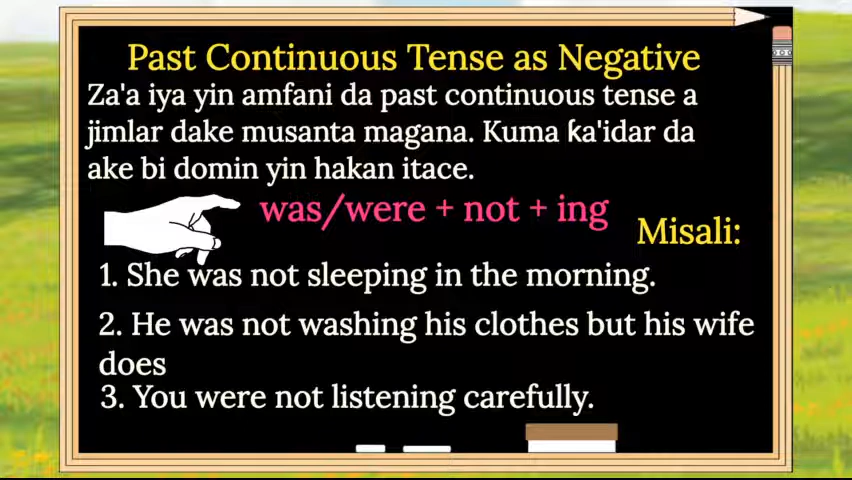 Past Continuous Tense as Negative
Za'a iya yin amfani da past continuous tense a
jimlar dake musanta magana. Kuma ƙa'idar da
ake bi domin yin hakan itace.
was/were + not + ing
Misali:
1. She was not sleeping in the morning.
2. He was not washing his clothes but his wife
does
3. You were not listening carefully.